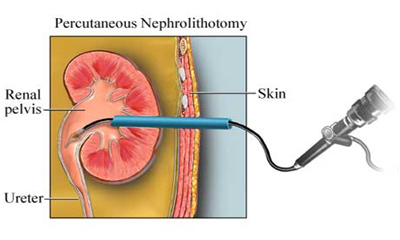 Percutaneous Nephrolithotomy
Renal
pelvis
Skin
Ureter